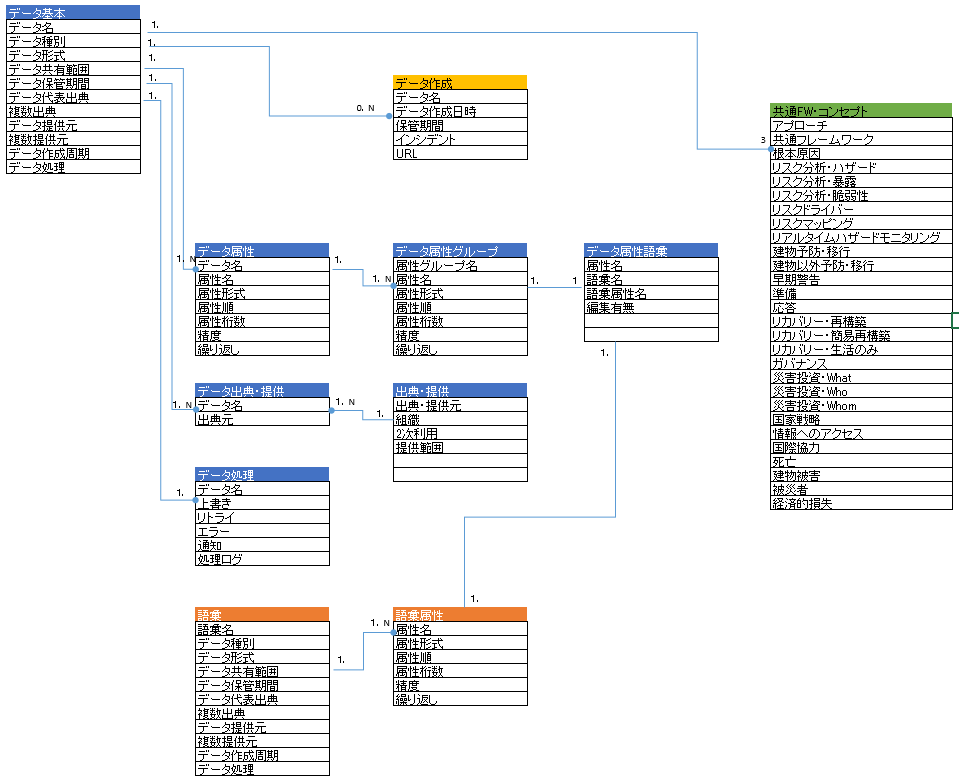 データ基本
データ名
データ種別
データ形式
データ共有範囲
データ保管期間
データ代表出典
複数出典
データ提供元
複数提供元
データ作成周期
データ処理
1.
1.
1.
1.
1.
0. N
データ作成
データ名
データ作成日時
保管期間
インシデント
URL
3
共通FW・コンセプト
アプローチ
共通フレームワーク
根本原因
リスク分析・ハザード
リスク分析・暴露
リスク分析・脆弱性
リスクドライバー
リスクマッピング
リアルタイムハザードモニタリング
建物予防・移行
建物以外予防・移行
早期警告
準備
応答
リカバリー・再構築
リカバリー・簡易再構築
リカバリー・生活のみ
ガバナンス
災害投資・What
災害投資・Who
災害投資・Whom
国家戦略
情報へのアクセス
国際協力
死亡
建物被害
被災者
経済的損失
1. N
データ属性
データ名
属性名
属性形式
属性順
属性桁数
精度
繰り返し
1.
1. N
データ属性グループ
属性グループ名
属性名
属性形式
属性順
属性桁数
精度
繰り返し
1.
1
データ属性語彙
属性名
語彙名
語彙属性名
編集有無
1.
1. N
データ出典・提供
データ名
出典元
1. N
1.
出典・提供
出典・提供元
組織
2次利用
提供範囲
1.
データ処理
データ名
上書き
リトライ
エラー
通知
処理ログ
語彙
語彙名
データ種別
データ形式
データ共有範囲
データ保管期間
データ代表出典
複数出典
データ提供元
複数提供元
データ作成周期
データ処理
1.
1. N
1.
語彙属性
属性名
属性形式
属性順
属性桁数
精度
繰り返し